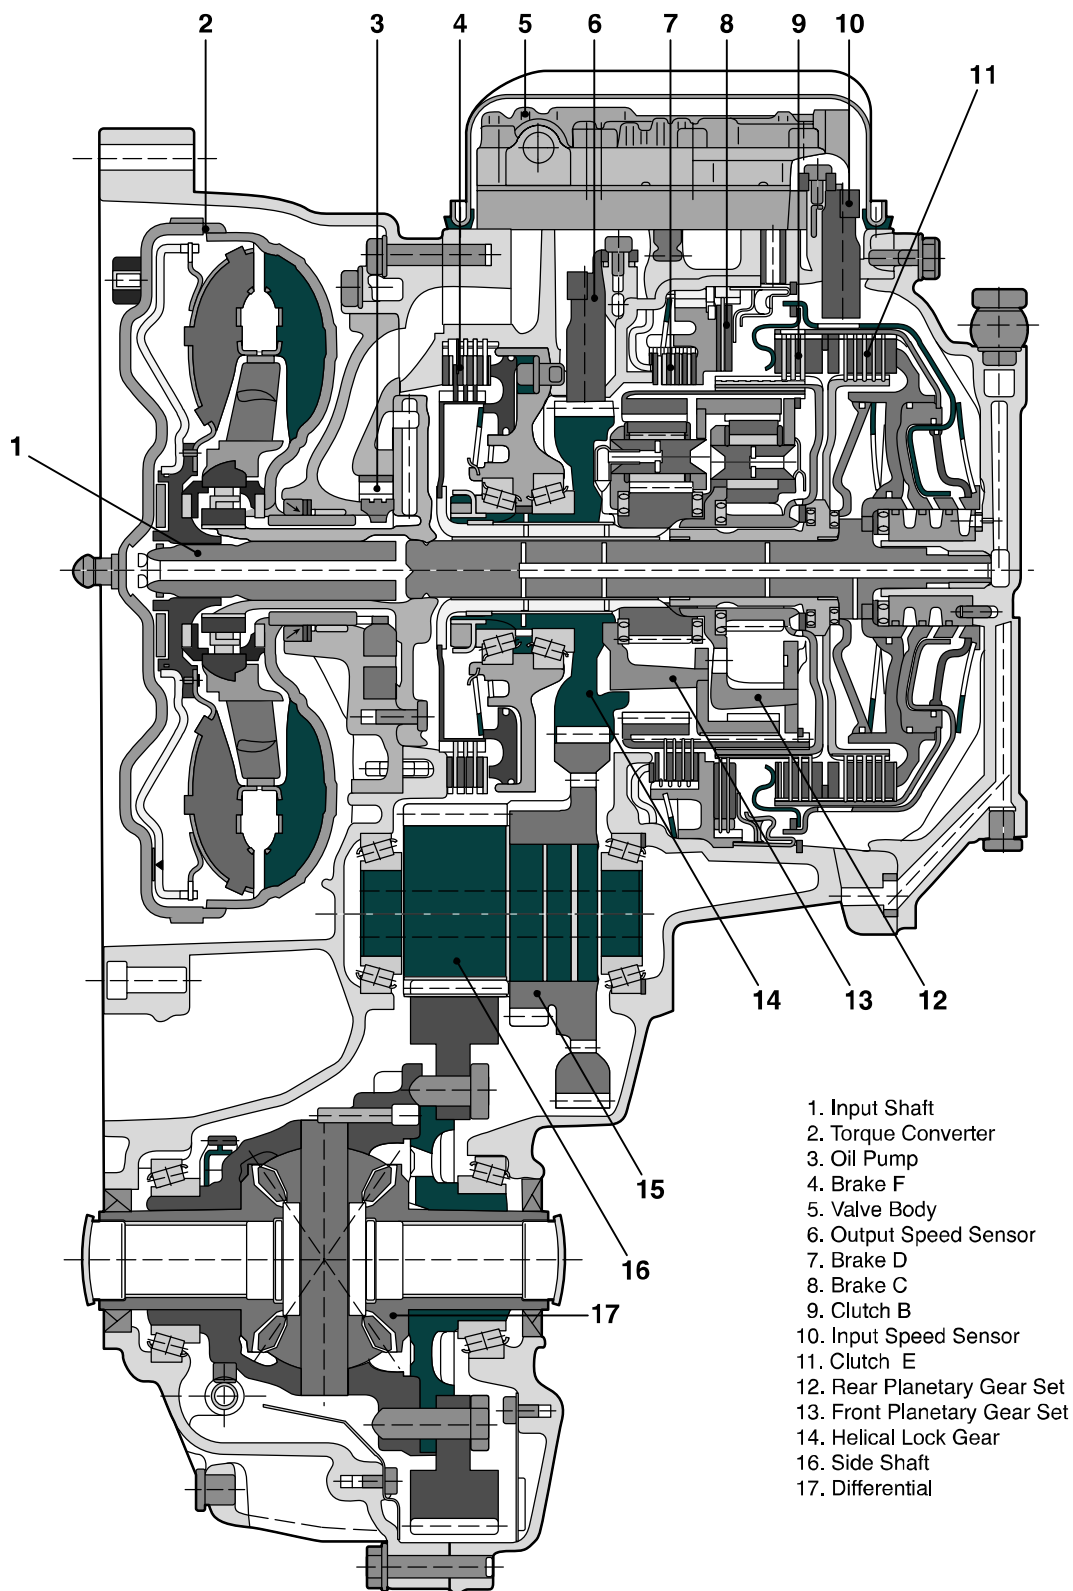 2 3 4 5 6 7 8 9 10
11
1
14 13 12
15
16
17
1. Input Shaft
2. Torque Converter
3. Oil Pump
4. Brake F
5. Valve Body
6. Output Speed Sensor
7. Brake D
8. Brake C
9. Clutch B
10. Input Speed Sensor
11. Clutch E
12. Rear Planetary Gear Set
13. Front Planetary Gear Set
14. Helical Lock Gear
16. Side Shaft
17. Differential